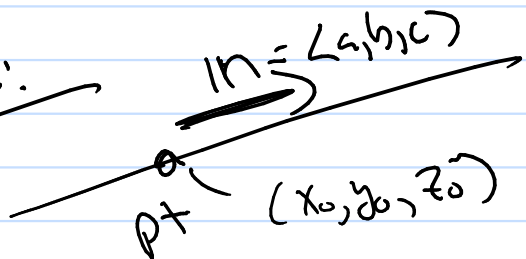 m = <a,b,c>
(x₀,y₀,z₀)
pt